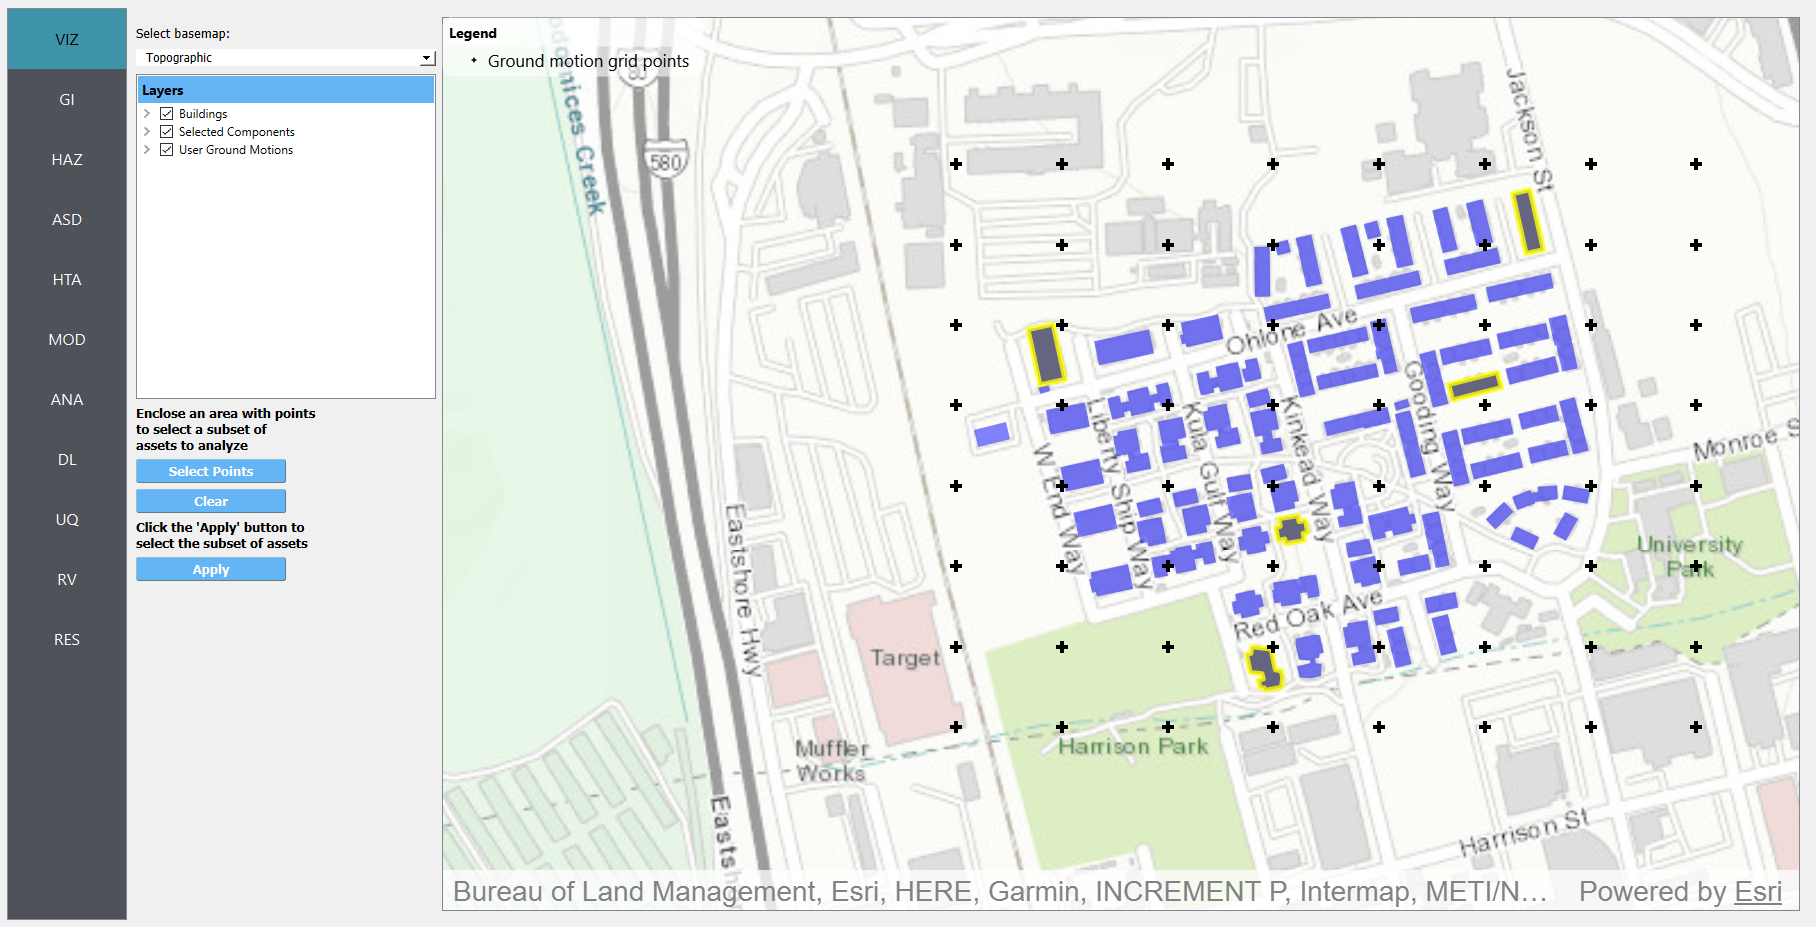 VIZ
GI
HAZ
ASD
HTA
MOD
ANA
DL
UQ
RV
RES
Select basemap:
Topographic
Layers
Buildings
Selected Components
User Ground Motions
Enclose an area with points
to select a subset of
assets to analyze
Select Points
Clear
Click the 'Apply' button to
select the subset of assets
Apply
Legend
Ground motion grid points
odonices Creek
580
Jackson St
Ohlone Ave
Gooding Way
Kinkead Way
Kula Gulf Way
Liberty Ship Way
W End Way
Monroe S
University
Park
Red Oak Ave
Eastshore Hwy
Target
Muffler
Works
Harrison Park
Harrison St
Eastsh
Bureau of Land Management, Esri, HERE, Garmin, INCREMENT P, Intermap, METI/N...
Powered by Esri